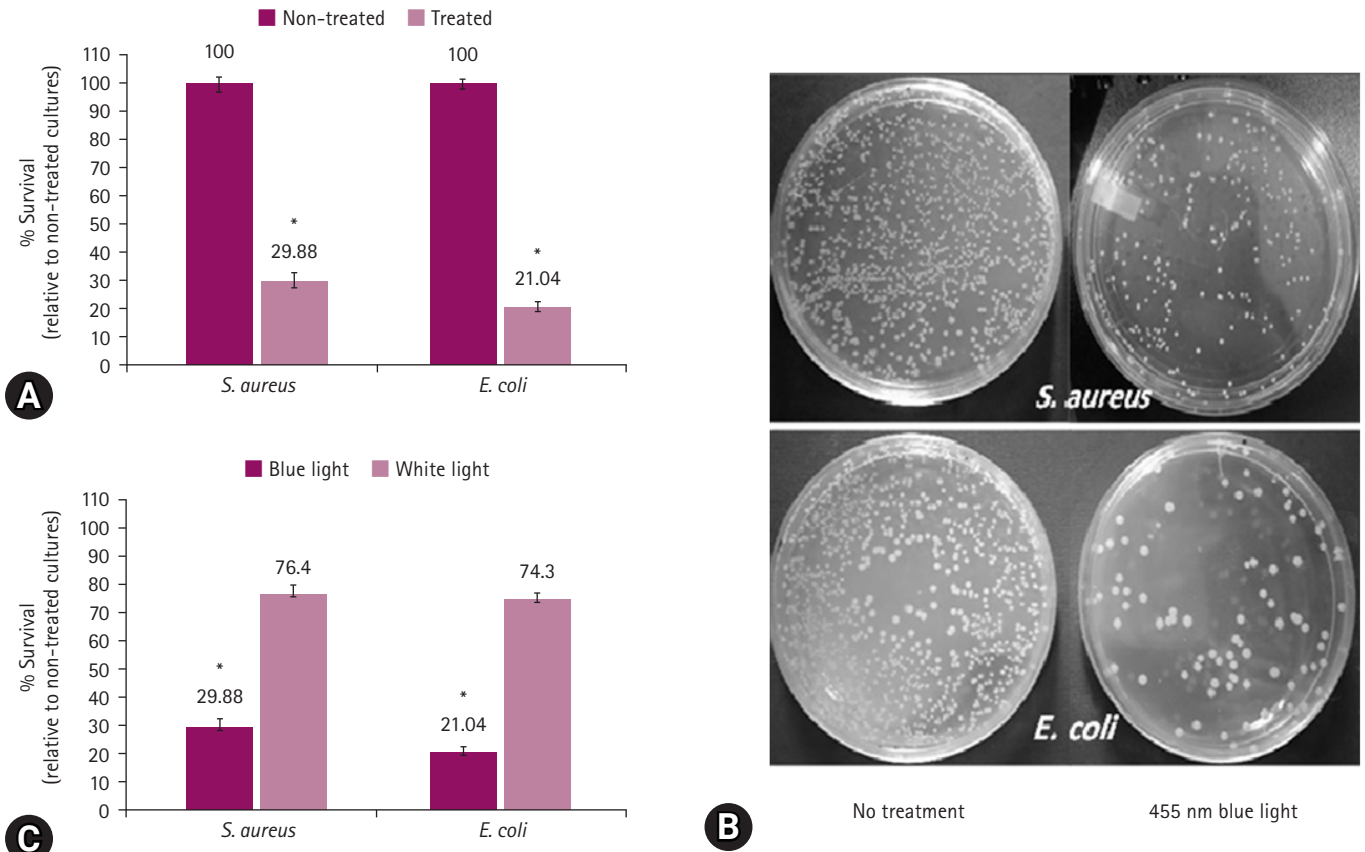 Non-treated Treated
110
100
90
80
70
60
50
40
30
20
10
0
% Survival
(relative to non-treated cultures)
100
*
29.88
100
*
21.04
S. aureus E. coli
A
Blue light White light
110
100
90
80
70
60
50
40
30
20
10
0
% Survival
(relative to non-treated cultures)
*
29.88
76.4
*
21.04
74.3
S. aureus E. coli
C
S. aureus
E. coli
No treatment 455 nm blue light
B